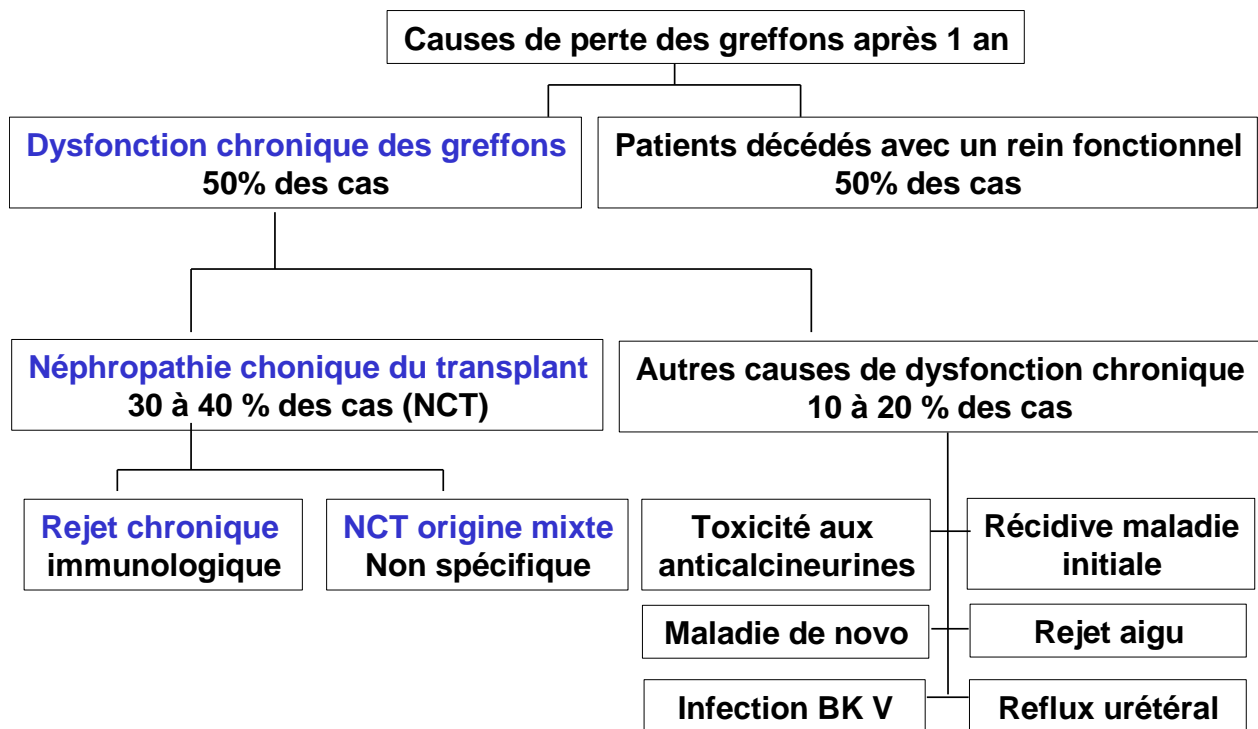 Causes de perte des greffons après 1 an
Dysfonction chronique des greffons
50% des cas
Patients décédés avec un rein fonctionnel
50% des cas
Néphropathie chonique du transplant
30 à 40 % des cas (NCT)
Autres causes de dysfonction chronique
10 à 20 % des cas
Rejet chronique
immunologique
NCT origine mixte
Non spécifique
Toxicité aux
anticalcineurines
Récidive maladie
initiale
Maladie de novo
Rejet aigu
Infection BK V
Reflux urétéral